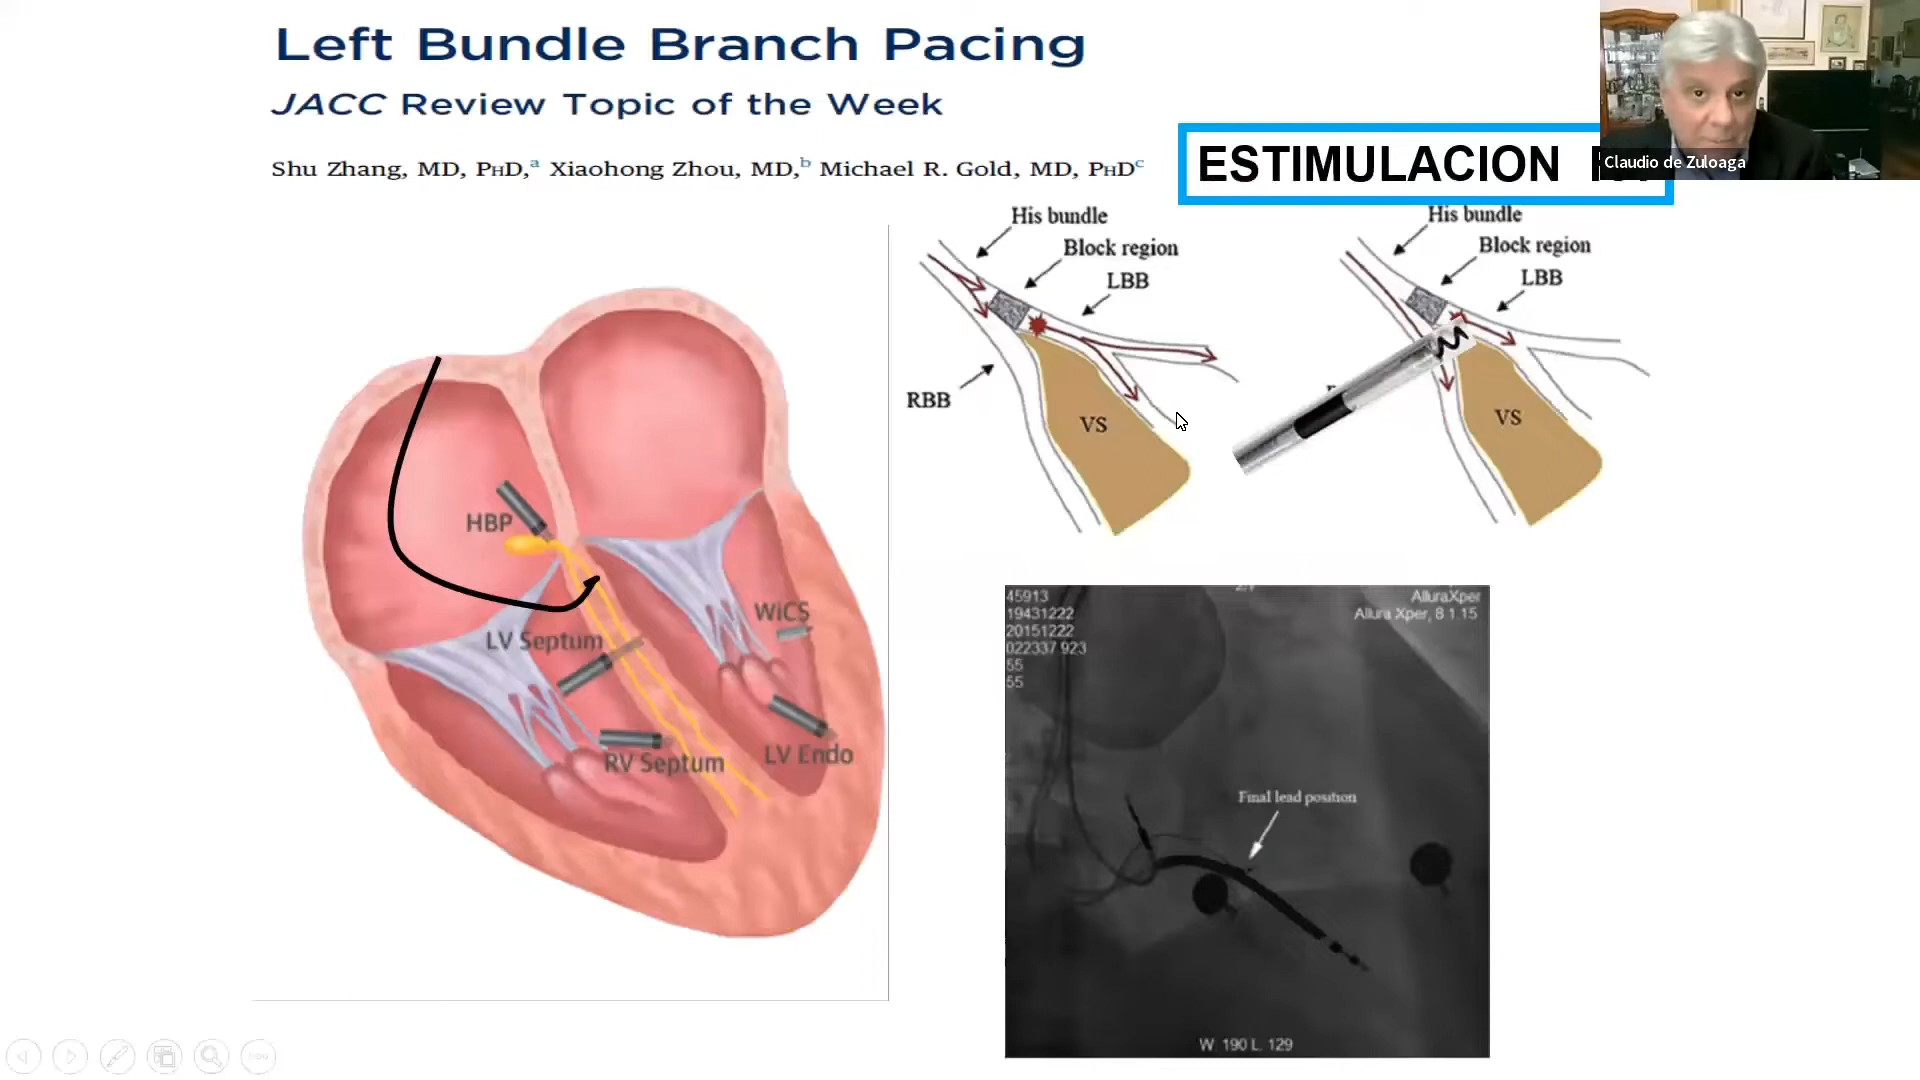 Left Bundle Branch Pacing
JACC Review Topic of the Week
Shu Zhang, MD, PhD,a Xiaohong Zhou, MD,b Michael R. Gold, MD, PhDc
ESTIMULACION
Claudio de Zuloaga
His bundle
Block region
LBB
RBB
VS
His bundle
Block region
LBB
VS
HBP
WiCS
LV Septum
RV Septum
LV Endo
45913
19431222
20151222
022337.923
55
55
AlluraXper
Allura Xper, 8.1.15
Final lead position
W: 190 L: 129